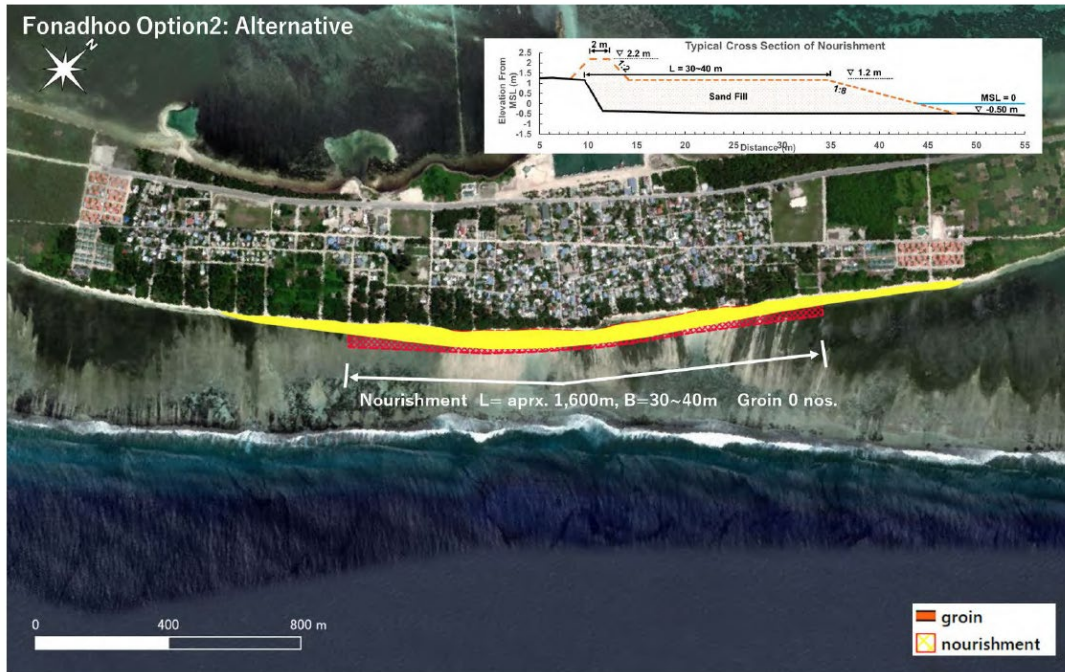 Fonadhoo Option2: Alternative
N
Typical Cross Section of Nourishment
Elevation From MSL (m)
2.5
2
1.5
1
0.5
0
-0.5
-1
-1.5
2 m
2.2 m
1:2
L = 30~40 m
1.2 m
1:8
Sand Fill
MSL = 0
-0.50 m
5
10
15
20
25
30
35
40
45
50
55
Distance (m)
Nourishment L= aprx. 1,600m, B=30~40m Groin 0 nos.
0 400 800 m
groin
nourishment